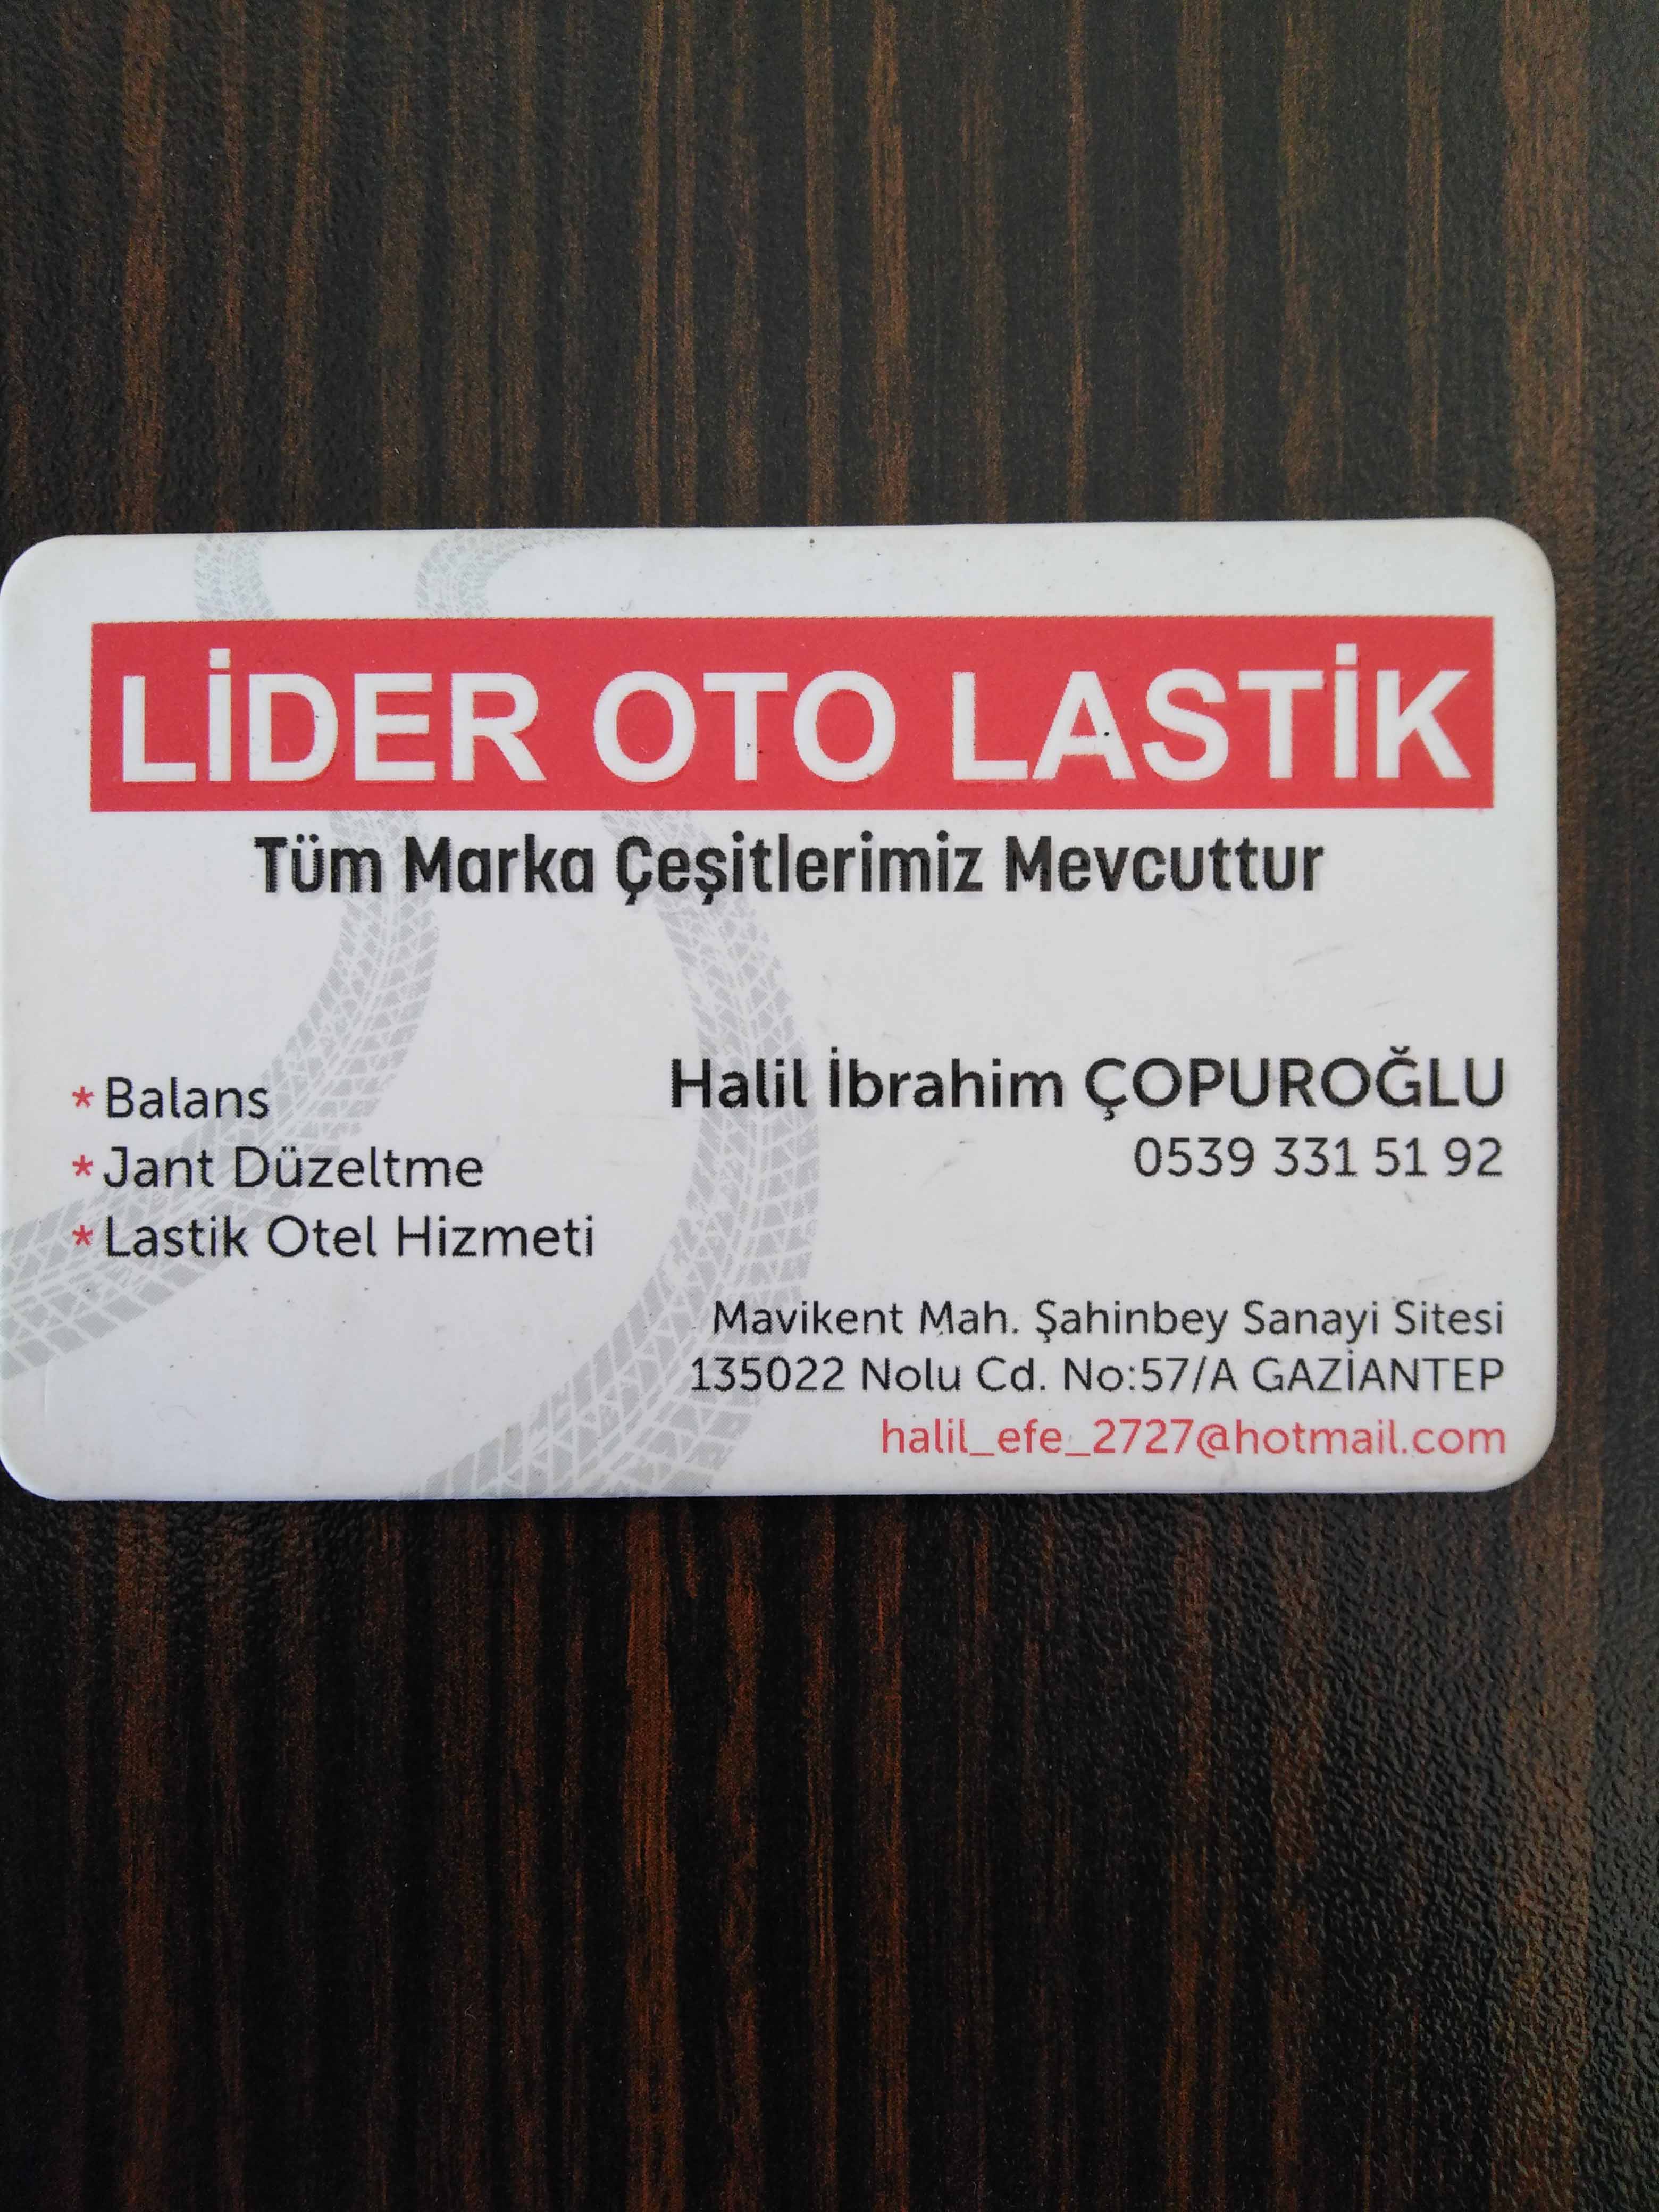 LİDER OTO LASTİK
Tüm Marka Çeşitlerimiz Mevcuttur
* Balans
* Jant Düzeltme
* Lastik Otel Hizmeti
Halil İbrahim ÇOPUROĞLU
0539 331 51 92
Mavikent Mah. Şahinbey Sanayi Sitesi
135022 Nolu Cd. No:57/A GAZİANTEP
halil_efe_2727@hotmail.com